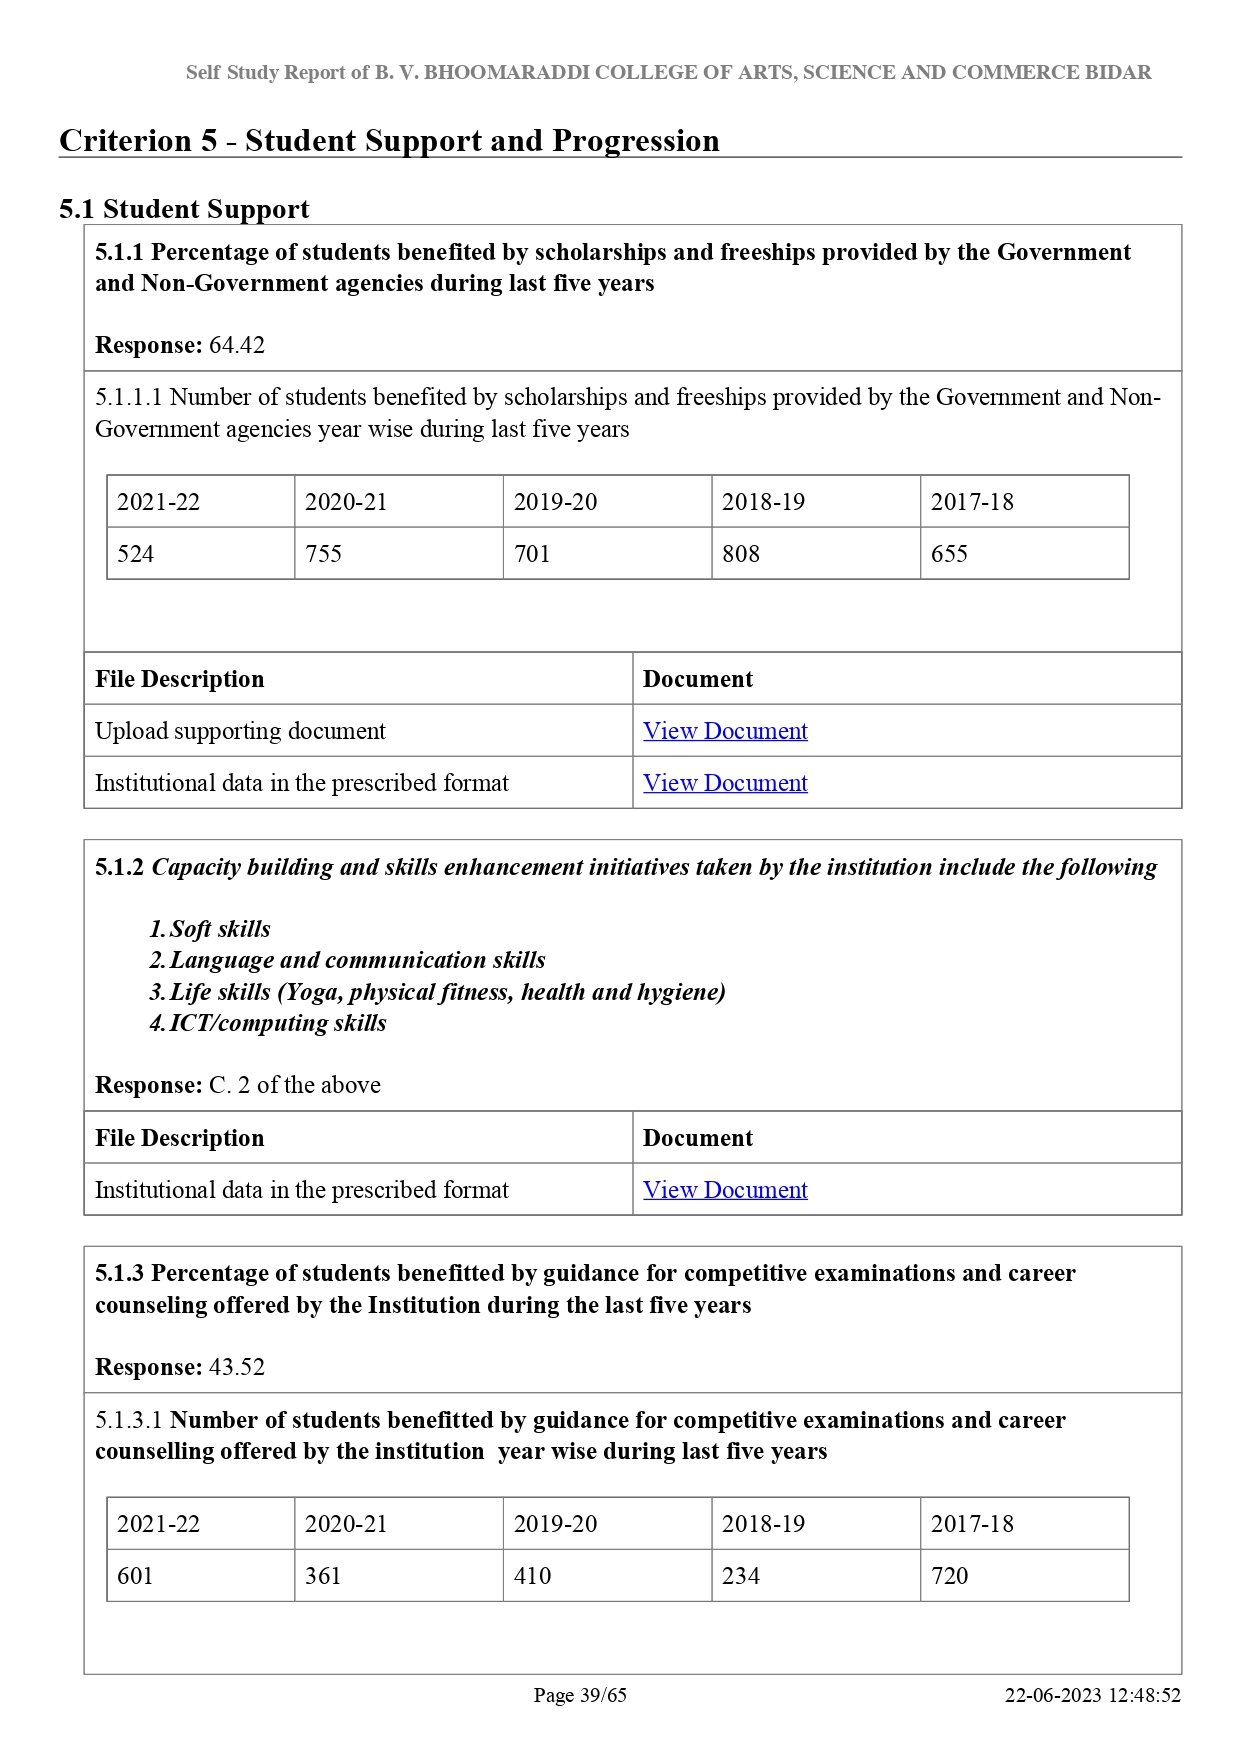 Self Study Report of B. V. BHOOMARADDI COLLEGE OF ARTS, SCIENCE AND COMMERCE BIDAR
Criterion 5 - Student Support and Progression
5.1 Student Support
5.1.1 Percentage of students benefited by scholarships and freeships provided by the Government
and Non-Government agencies during last five years
Response: 64.42
5.1.1.1 Number of students benefited by scholarships and freeships provided by the Government and Non-
Government agencies year wise during last five years
2021-22 2020-21 2019-20 2018-19 2017-18
524 755 701 808 655
File Description Document
Upload supporting document View Document
Institutional data in the prescribed format View Document
5.1.2 Capacity building and skills enhancement initiatives taken by the institution include the following
1. Soft skills
2. Language and communication skills
3. Life skills (Yoga, physical fitness, health and hygiene)
4. ICT/computing skills
Response: C. 2 of the above
File Description Document
Institutional data in the prescribed format View Document
5.1.3 Percentage of students benefitted by guidance for competitive examinations and career
counseling offered by the Institution during the last five years
Response: 43.52
5.1.3.1 Number of students benefitted by guidance for competitive examinations and career
counselling offered by the institution  year wise during last five years
2021-22 2020-21 2019-20 2018-19 2017-18
601 361 410 234 720
Page 39/65 22-06-2023 12:48:52